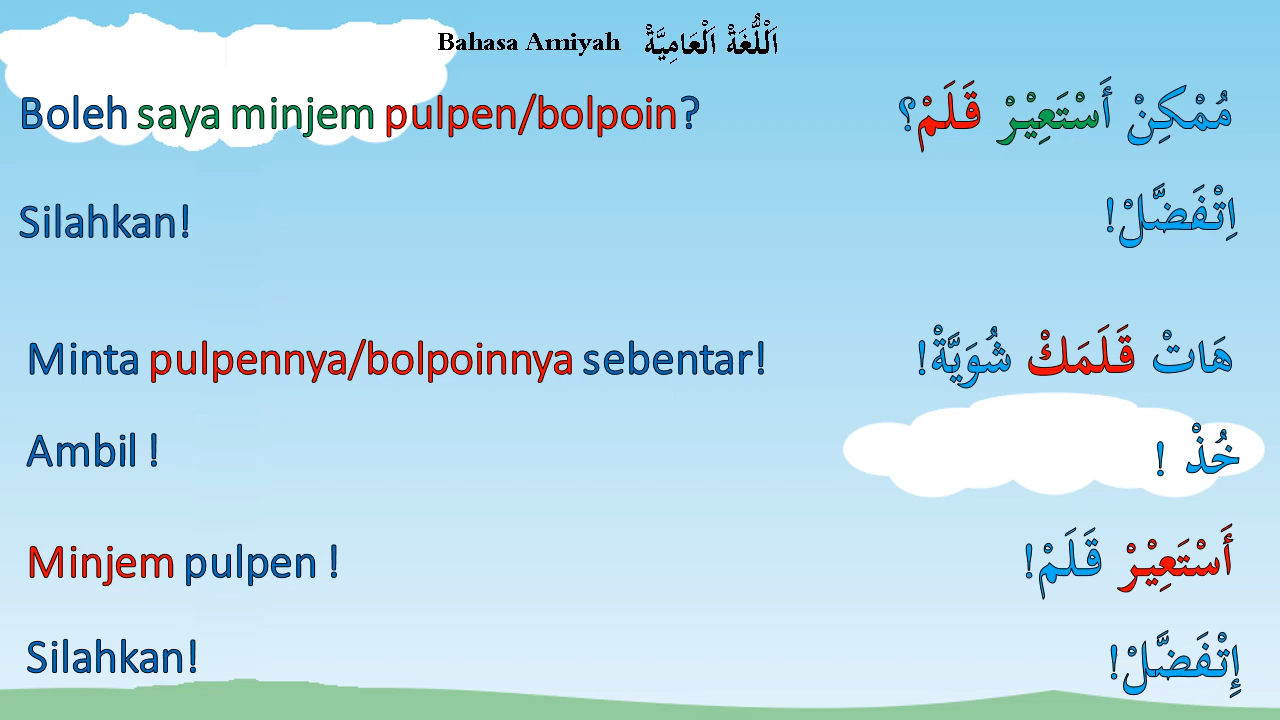 Bahasa Amiyah اَلْلُّغَةْ اَلْعَامِيَّةْ
Boleh saya minjem pulpen/bolpoin? مُمْكِنْ أَسْتَعِيْرْ قَلَمْ؟
Silahkan! اِتْفَضَّلْ!
Minta pulpennya/bolpoinnya sebentar! هَاتْ قَلَمَكْ شُوَيَّةْ!
Ambil ! خُذْ !
Minjem pulpen ! أَسْتَعِيْرْ قَلَمْ!
Silahkan! إِتْفَضَّلْ!